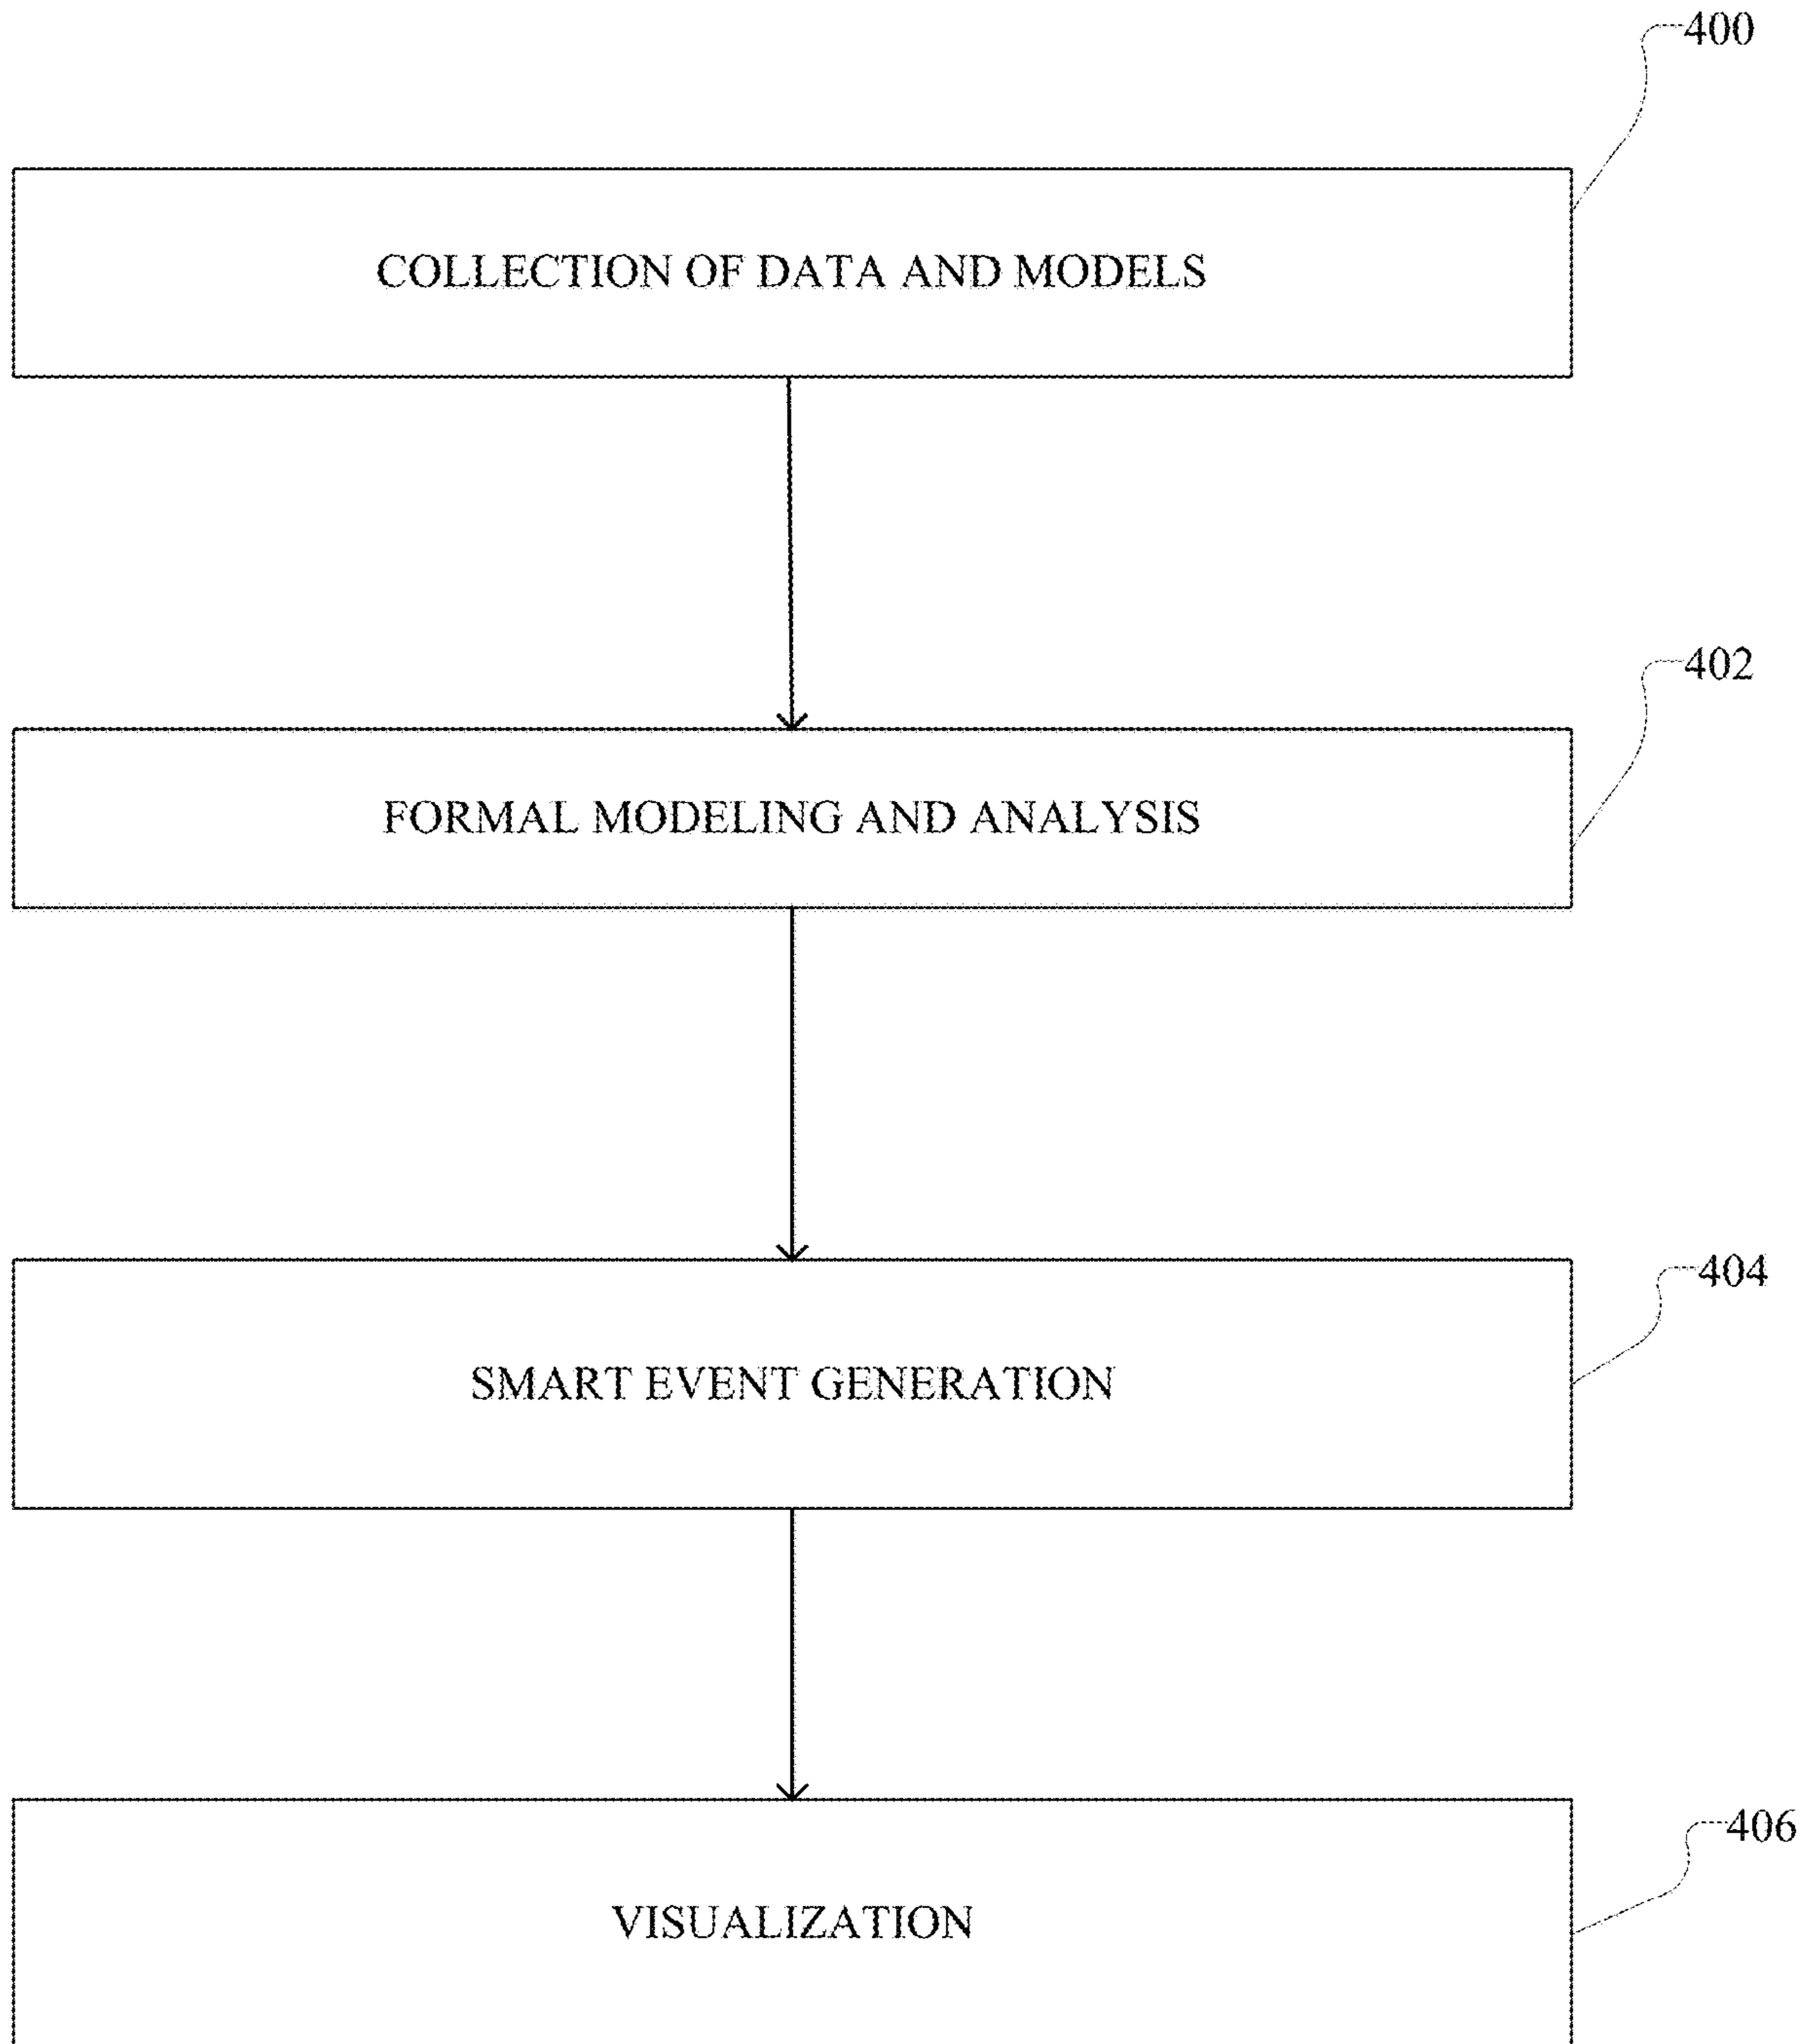 400
COLLECTION OF DATA AND MODELS
402
FORMAL MODELING AND ANALYSIS
404
SMART EVENT GENERATION
406
VISUALIZATION